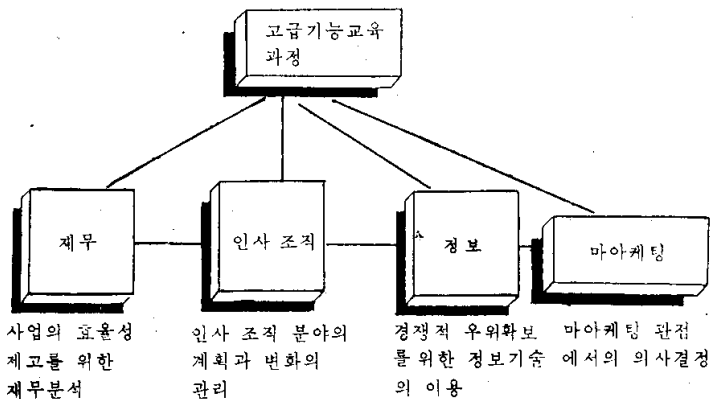 고급기능교육
과정
재무
인사 조직
정보
마아케팅
사업의 효율성
제고를 위한
재무분석
인사 조직 분야의
계획과 변화의
관리
경쟁적 우위확보
를 위한 정보기술
의 이용
마아케팅 관점
에서의 의사결정